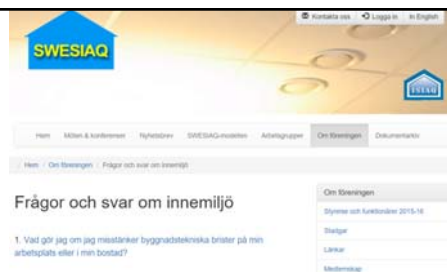 Kontakta oss
Logga in
In English
SWESIAQ
ISIAQ
Hem
Möten & konferenser
Nyhetsbrev
SWESIAQ-modellen
Arbetsgrupper
Om föreningen
Dokumentarkiv
/ Hem / Om föreningen / Frågor och svar om innemiljö
Frågor och svar om innemiljö
1. Vad gör jag om jag misstänker byggnadstekniska brister på min
arbetsplats eller i min bostad?
Om föreningen
Styrelse och funktionärer 2015-16
Stadgar
Länkar
Medlemskap